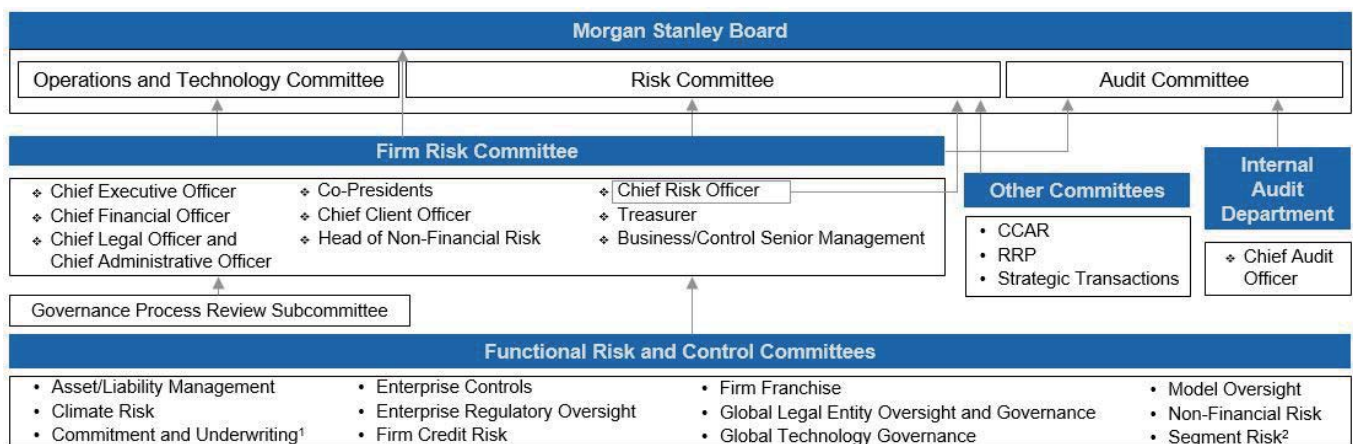 Morgan Stanley Board
Operations and Technology Committee
Risk Committee
Audit Committee
Firm Risk Committee
❖ Chief Executive Officer
❖ Chief Financial Officer
❖ Chief Legal Officer and
Chief Administrative Officer
❖ Co-Presidents
❖ Chief Client Officer
❖ Head of Non-Financial Risk
❖ Chief Risk Officer
❖ Treasurer
❖ Business/Control Senior Management
Other Committees
• CCAR
• RRP
• Strategic Transactions
Internal
Audit
Department
❖ Chief Audit
Officer
Governance Process Review Subcommittee
Functional Risk and Control Committees
• Asset/Liability Management
• Climate Risk
• Commitment and Underwriting¹
• Enterprise Controls
• Enterprise Regulatory Oversight
• Firm Credit Risk
• Firm Franchise
• Global Legal Entity Oversight and Governance
• Global Technology Governance
• Model Oversight
• Non-Financial Risk
• Segment Risk²